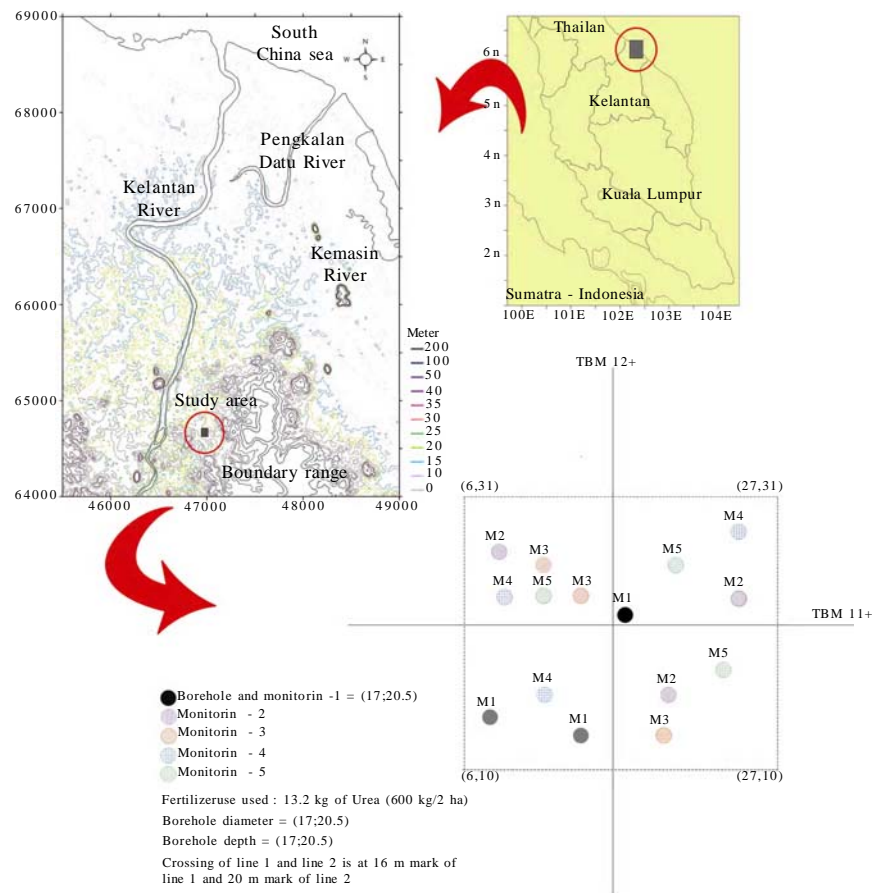 69000
68000
67000
66000
65000
64000
46000
47000
48000
49000
South
China sea
N
W
E
S
Pengkalan
Datu River
Kelantan
River
Kemasin
River
Study area
Boundary range
Meter
200
100
50
40
35
30
25
20
15
10
0
Thailan
6 n
5 n
4 n
3 n
2 n
Kelantan
Kuala Lumpur
Sumatra - Indonesia
100E
101E
102E
103E
104E
TBM 12+
(6,31)
(27,31)
M4
M2
M3
M5
M4
M5
M3
M1
M2
TBM 11+
M5
M4
M2
M1
M1
M3
(6,10)
(27,10)
Borehole and monitorin -1 = (17;20.5)
Monitorin - 2
Monitorin - 3
Monitorin - 4
Monitorin - 5
Fertilizeruse used : 13.2 kg of Urea (600 kg/2 ha)
Borehole diameter = (17;20.5)
Borehole depth = (17;20.5)
Crossing of line 1 and line 2 is at 16 m mark of
line 1 and 20 m mark of line 2